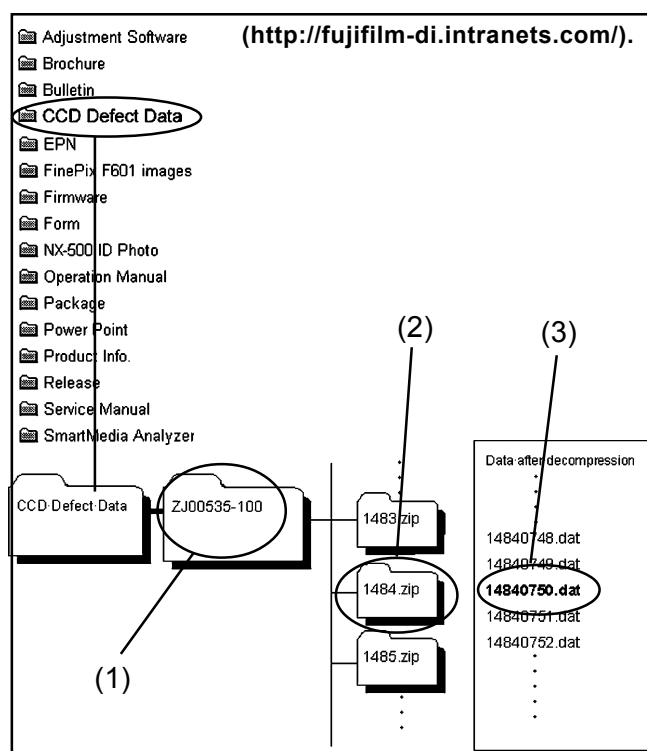 (http://fujifilm-di.intranets.com/).
Adjustment Software
Brochure
Bulletin
CCD Defect Data
EPN
FinePix F601 images
Firmware
Form
NX-500 ID Photo
Operation Manual
Package
Power Point
Product Info.
Release
Service Manual
SmartMedia Analyzer
(2)
(3)
CCD Defect Data
ZJ00535-100
1483.zip
1484.zip
1485.zip
Data after decompression
14840748.dat
14840749.dat
14840750.dat
14840751.dat
14840752.dat
(1)